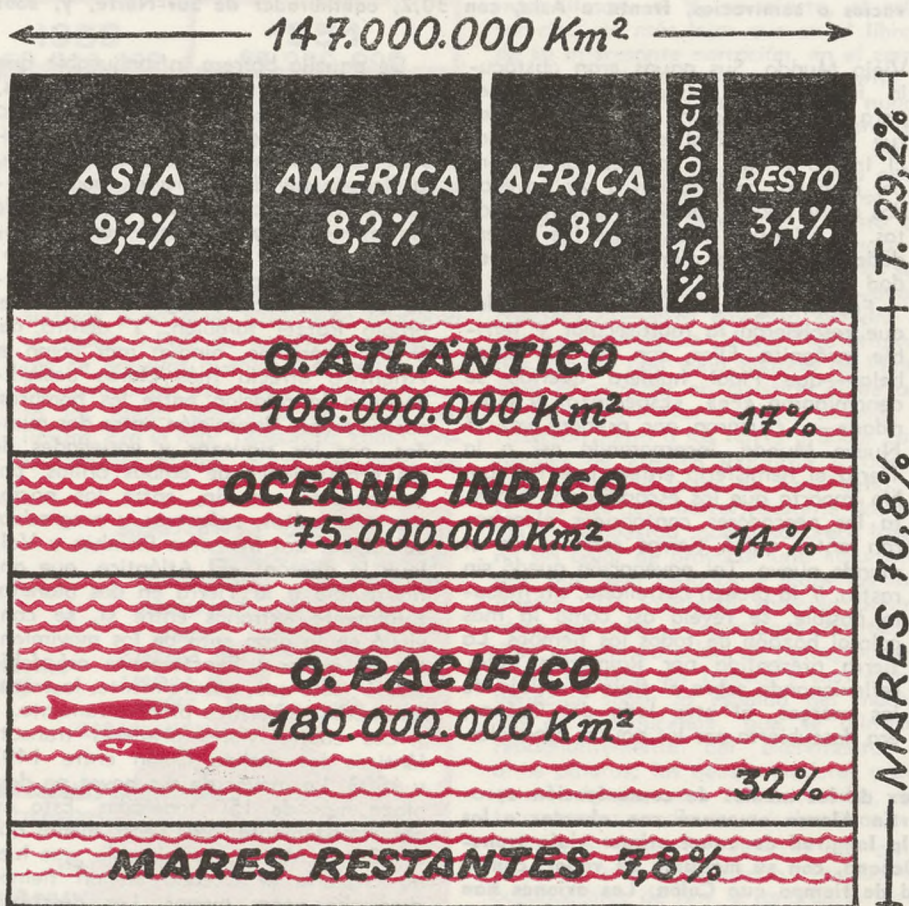 147.000.000 Km²
ASIA
9,2%
AMERICA
8,2%
AFRICA
6,8%
EUROPA
1,6
%
RESTO
3,4%
T. 29,2%
O. ATLÁNTICO
106.000.000 Km²
17%
OCEANO INDICO
75.000.000 Km²
14%
O. PACIFICO
180.000.000 Km²
32%
MARES RESTANTES 7,8%
MARES 70,8%